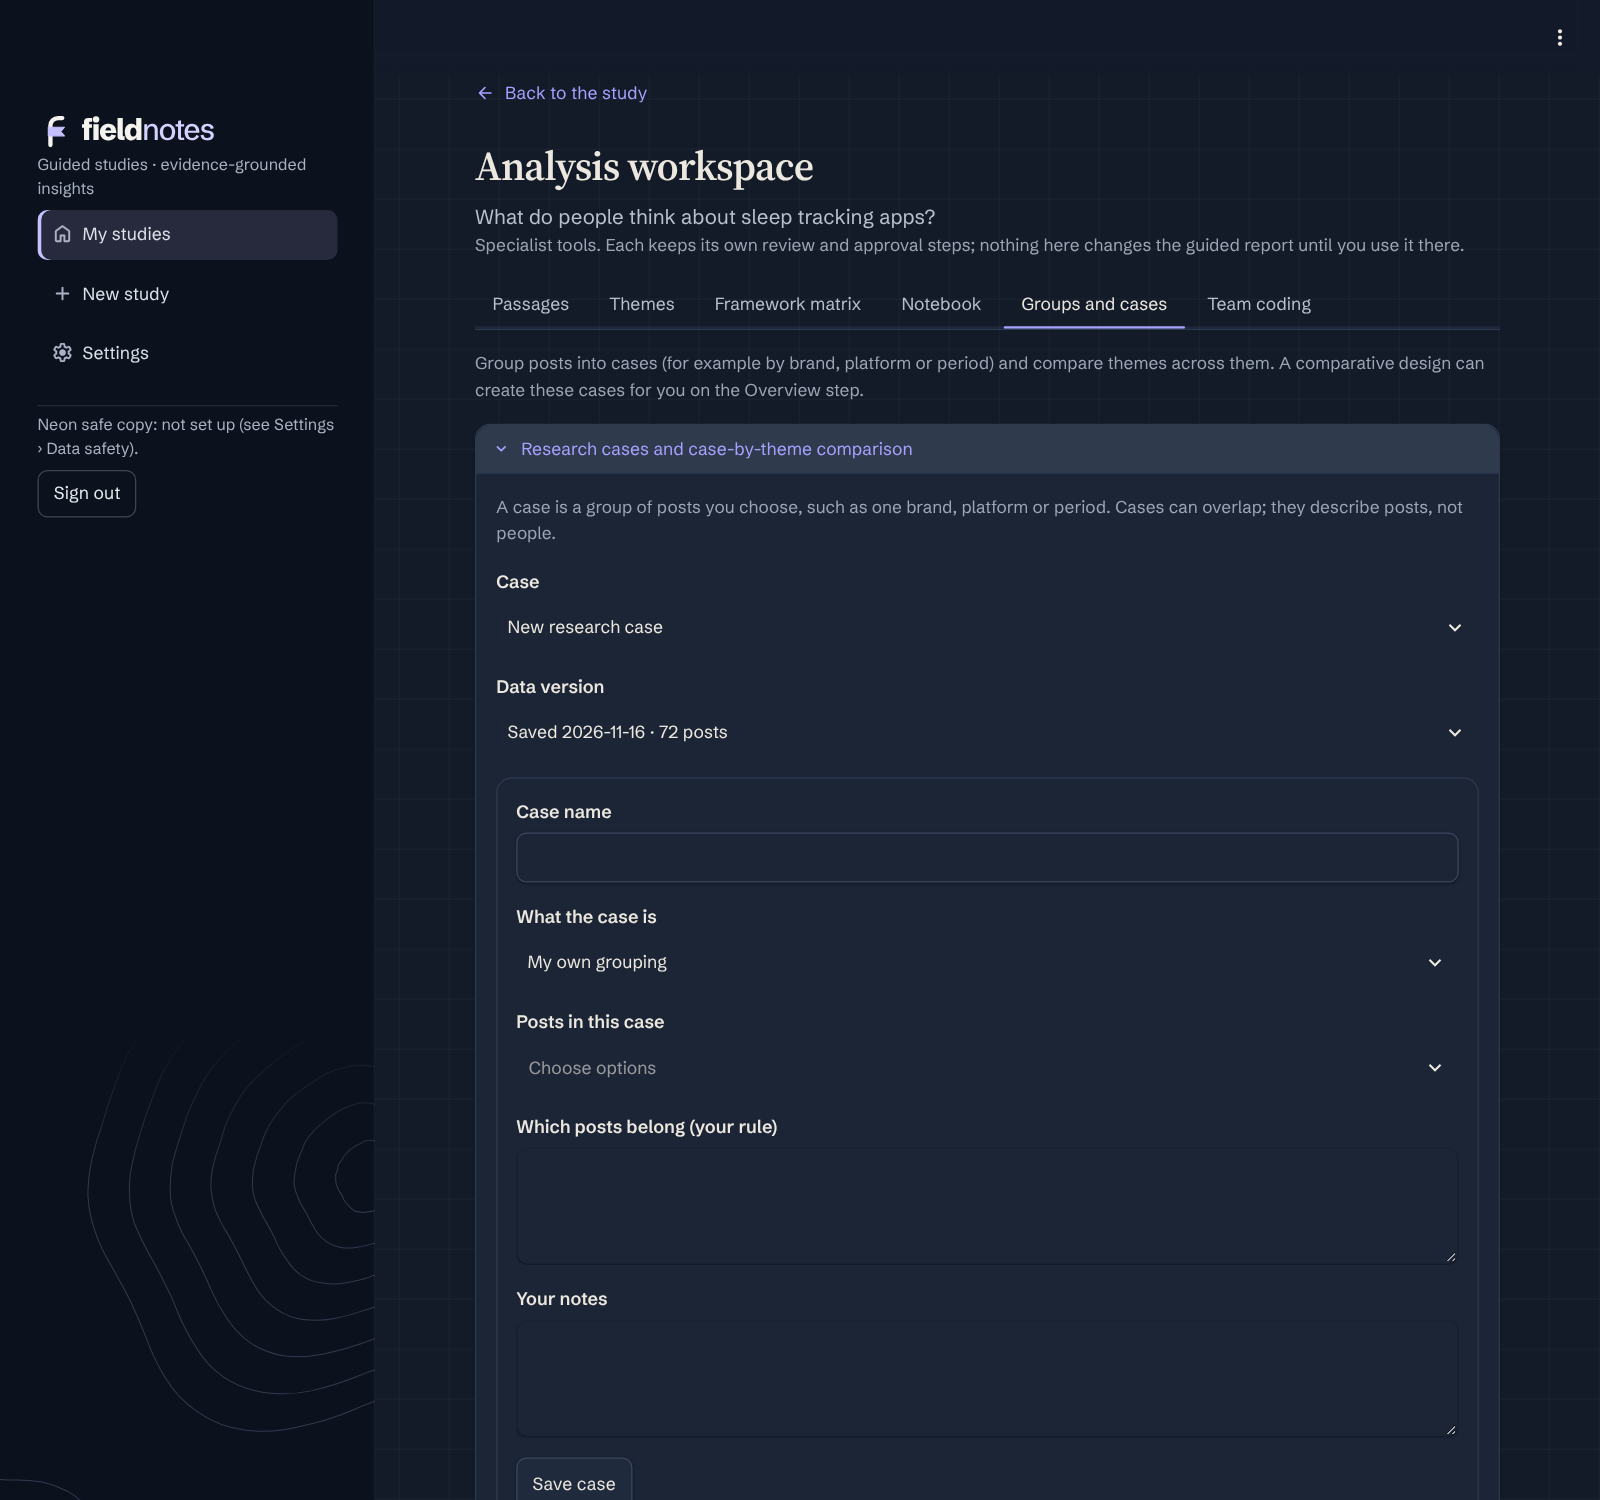 fieldnotes
Guided studies · evidence-grounded
insights
My studies
New study
Settings
Neon safe copy: not set up (see Settings
› Data safety).
Sign out
Back to the study
Analysis workspace
What do people think about sleep tracking apps?
Specialist tools. Each keeps its own review and approval steps; nothing here changes the guided report until you use it there.
Passages Themes Framework matrix Notebook Groups and cases Team coding
Group posts into cases (for example by brand, platform or period) and compare themes across them. A comparative design can
create these cases for you on the Overview step.
Research cases and case-by-theme comparison
A case is a group of posts you choose, such as one brand, platform or period. Cases can overlap; they describe posts, not
people.
Case
New research case
Data version
Saved 2026-11-16 · 72 posts
Case name
What the case is
My own grouping
Posts in this case
Choose options
Which posts belong (your rule)
Your notes
Save case